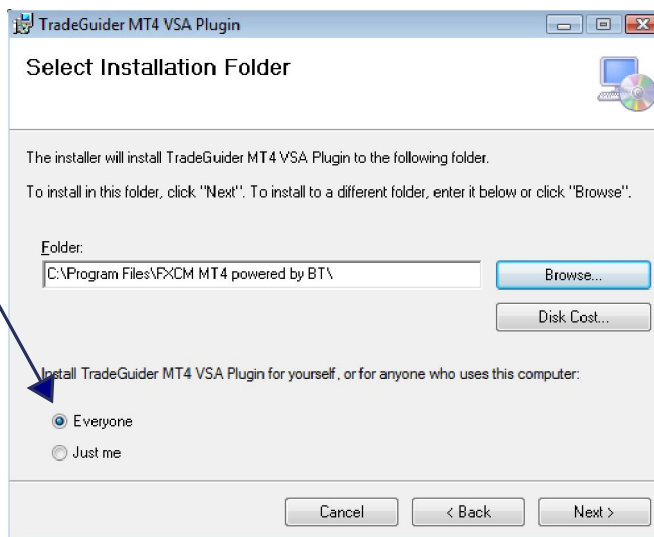 TradeGuider MT4 VSA Plugin
Select Installation Folder
The installer will install TradeGuider MT4 VSA Plugin to the following folder.
To install in this folder, click "Next". To install to a different folder, enter it below or click "Browse".
Folder:
C:\Program Files\FXCM MT4 powered by BT\
Browse...
Disk Cost...
Install TradeGuider MT4 VSA Plugin for yourself, or for anyone who uses this computer:
Everyone
Just me
Cancel
< Back
Next >